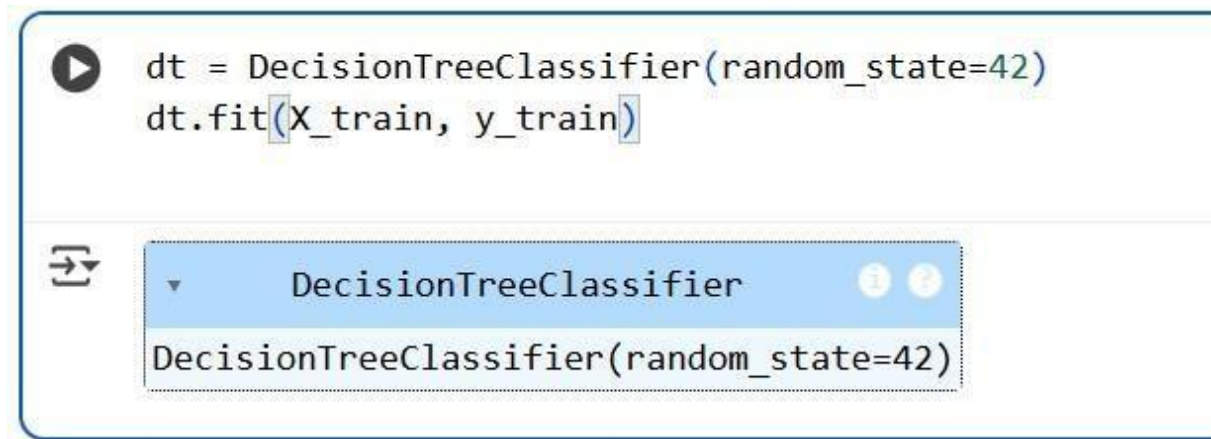 dt = DecisionTreeClassifier(random_state=42)
dt.fit(X_train, y_train)
DecisionTreeClassifier i ?
DecisionTreeClassifier(random_state=42)